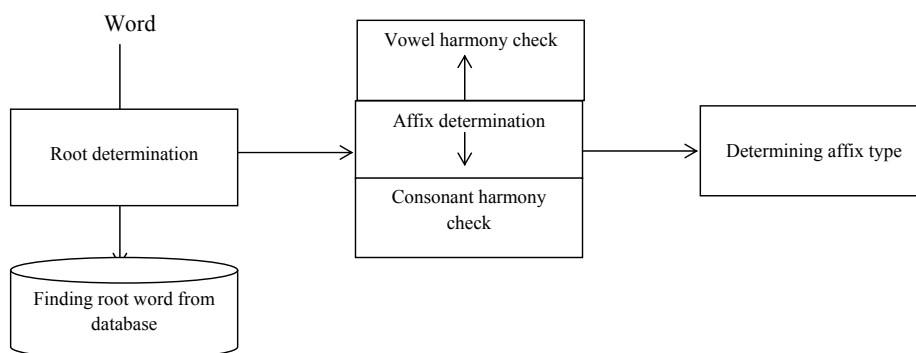 Word
Root determination
Finding root word from
database
Vowel harmony check
Affix determination
Consonant harmony
check
Determining affix type